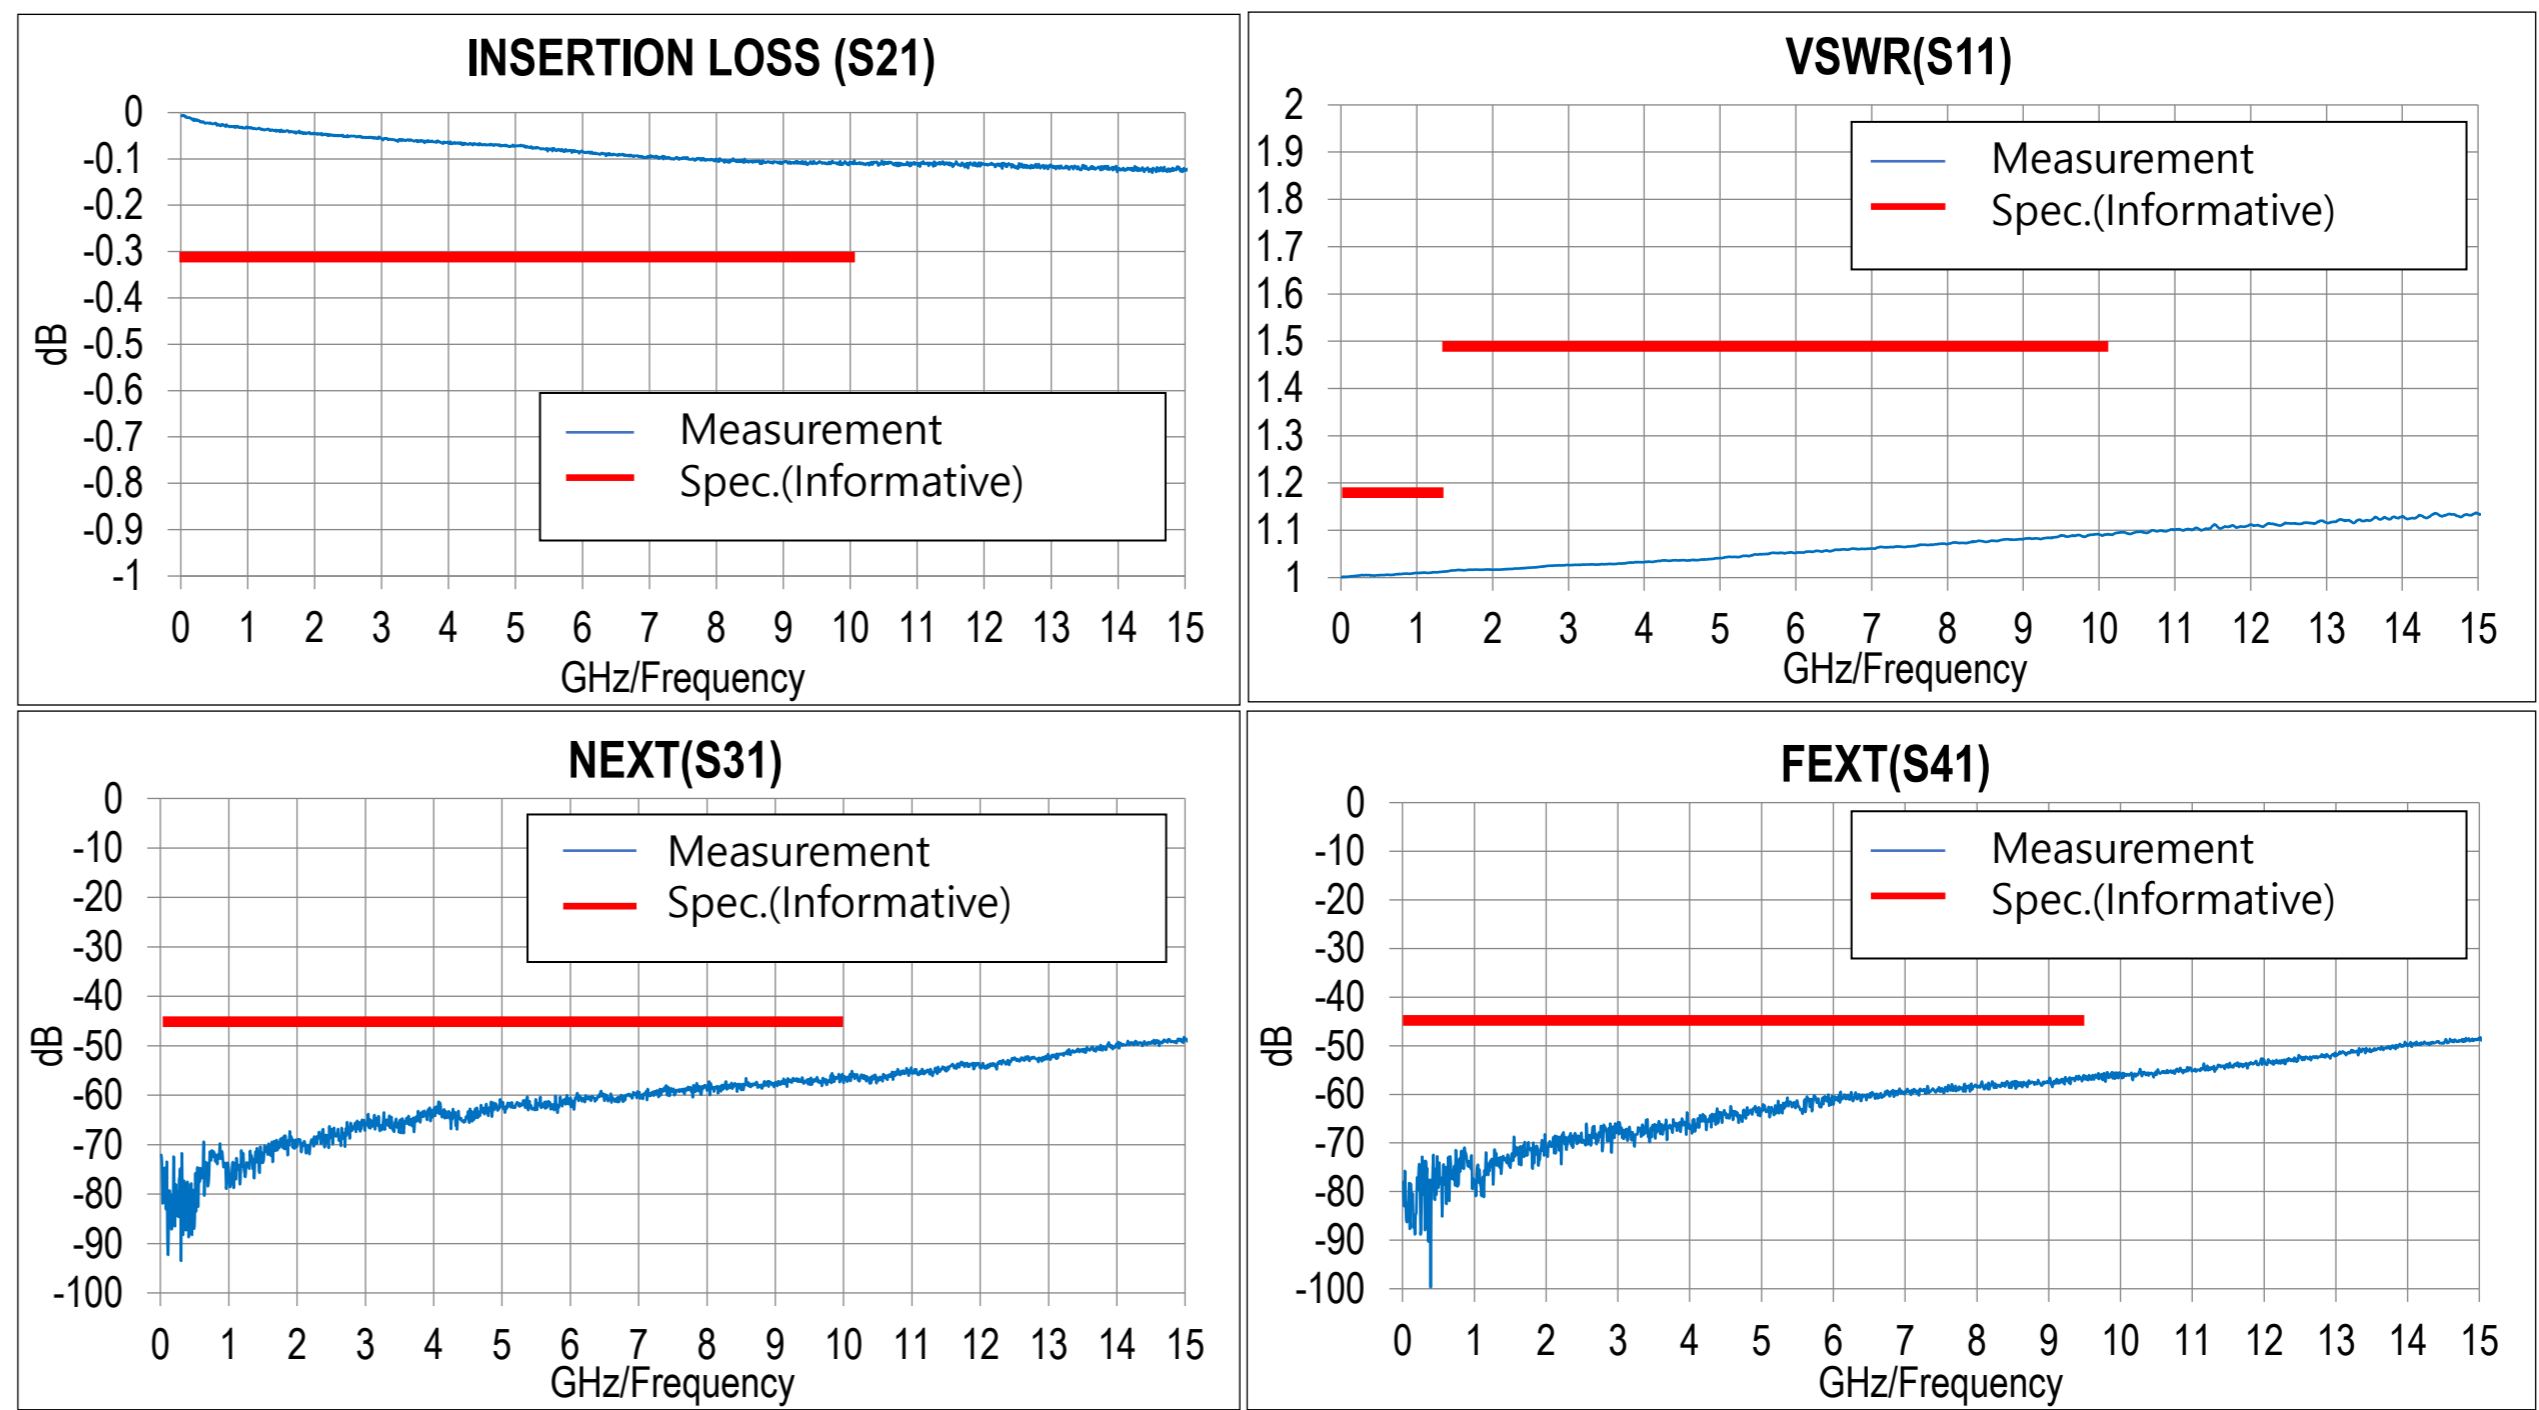 INSERTION LOSS (S21)
0
-0.1
-0.2
-0.3
-0.4
-0.5
-0.6
-0.7
-0.8
-0.9
-1
dB
Measurement
Spec.(Informative)
0 1 2 3 4 5 6 7 8 9 10 11 12 13 14 15
GHz/Frequency
VSWR(S11)
2
1.9
1.8
1.7
1.6
1.5
1.4
1.3
1.2
1.1
1
Measurement
Spec.(Informative)
0 1 2 3 4 5 6 7 8 9 10 11 12 13 14 15
GHz/Frequency
NEXT(S31)
0
-10
-20
-30
-40
-50
-60
-70
-80
-90
-100
dB
Measurement
Spec.(Informative)
0 1 2 3 4 5 6 7 8 9 10 11 12 13 14 15
GHz/Frequency
FEXT(S41)
0
-10
-20
-30
-40
-50
-60
-70
-80
-90
-100
dB
Measurement
Spec.(Informative)
0 1 2 3 4 5 6 7 8 9 10 11 12 13 14 15
GHz/Frequency